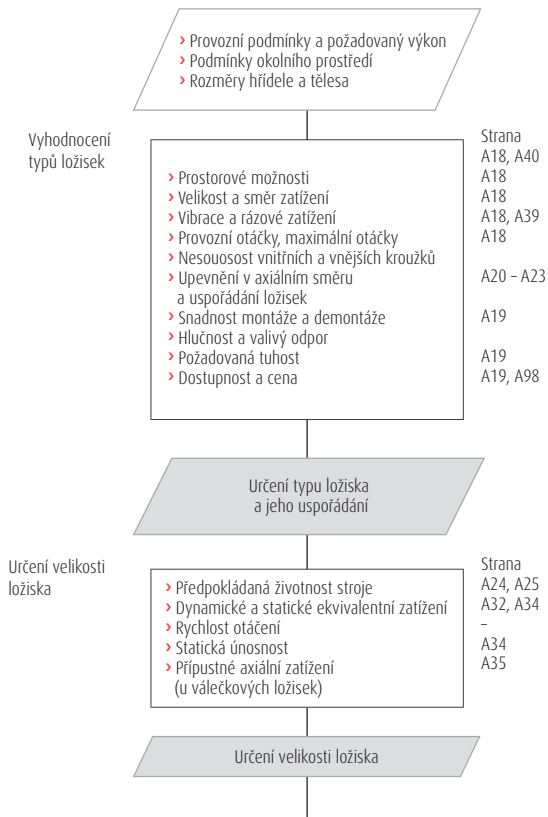 › Provozní podmínky a požadovaný výkon
› Podmínky okolního prostředí
› Rozměry hřídele a tělesa
Vyhodnocení
typů ložisek
› Prostorové možnosti
› Velikost a směr zatížení
› Vibrace a rázové zatížení
› Provozní otáčky, maximální otáčky
› Nesouosost vnitřních a vnějších kroužků
› Upevnění v axiálním směru
a uspořádání ložisek
› Snadnost montáže a demontáže
› Hlučnost a valivý odpor
› Požadovaná tuhost
› Dostupnost a cena
Strana
A18, A40
A18
A18
A18, A39
A18
A20 – A23
A19
A19
A19, A98
Určení typu ložiska
a jeho uspořádání
Určení velikosti
ložiska
› Předpokládaná životnost stroje
› Dynamické a statické ekvivalentní zatížení
› Rychlost otáčení
› Statická únosnost
› Přípustné axiální zatížení
(u válečkových ložisek)
Strana
A24, A25
A32, A34
–
A34
A35
Určení velikosti ložiska